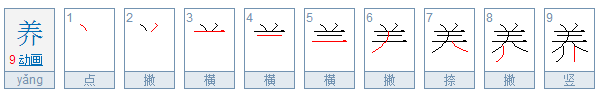 养 1 2 3 4 5 6 7 8 9
9 动画
yǎng 点 撇 横 横 横 撇 捺 撇 竖